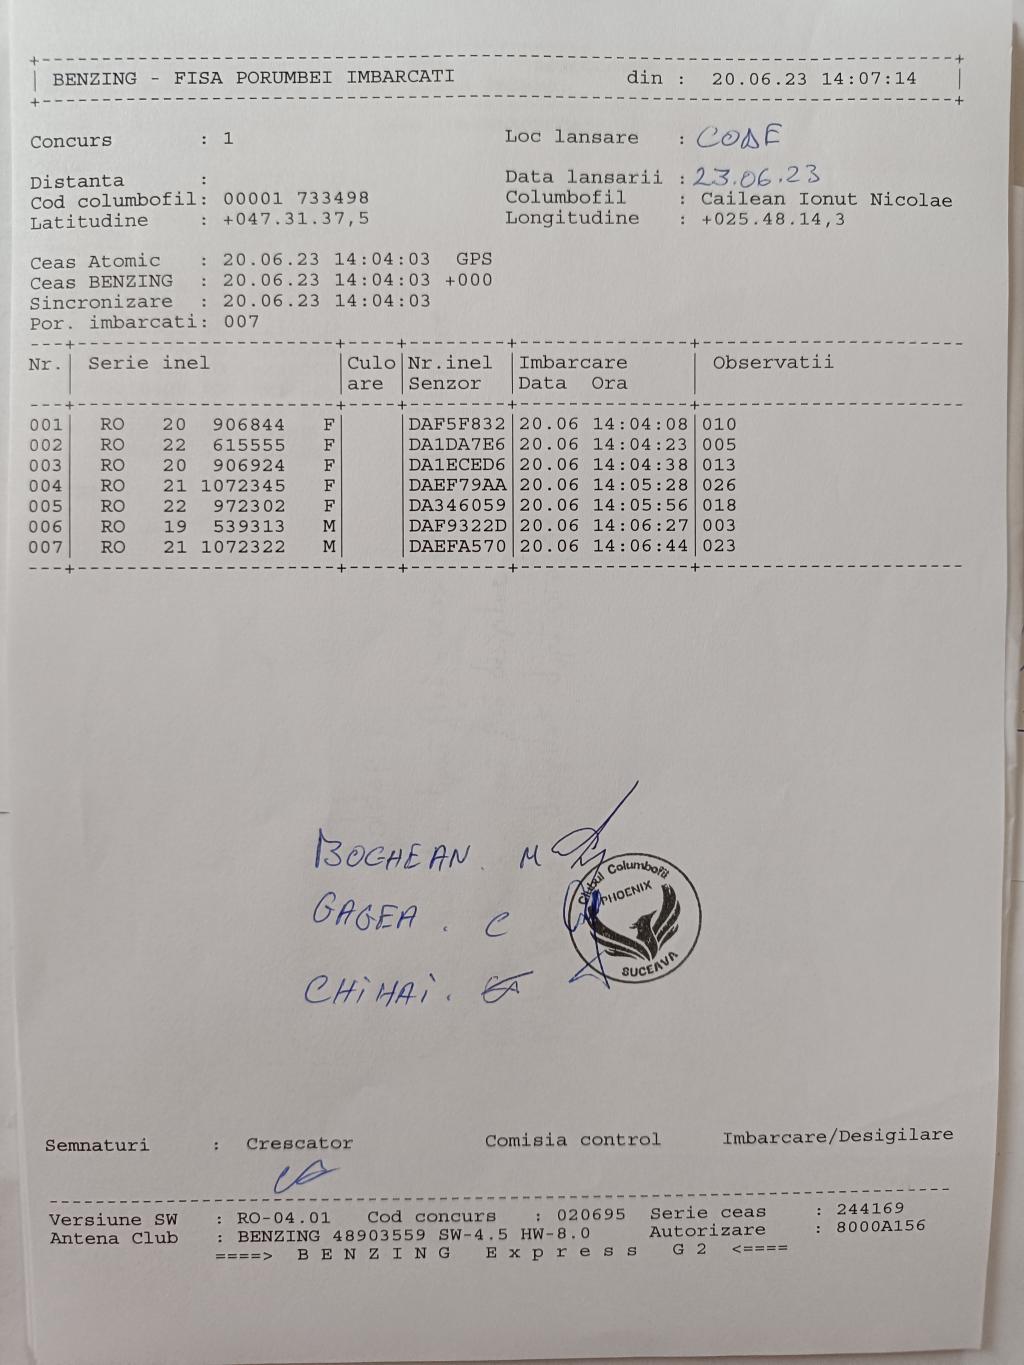 BENZING - FISA PORUMBEI IMBARCATI din : 20.06.23 14:07:14
Concurs : 1 Loc lansare : CODE
Distanta : Data lansarii : 23.06.23
Cod columbofil: 00001 733498 Columbofil : Cailean Ionut Nicolae
Latitudine : +047.31.37,5 Longitudine : +025.48.14,3
Ceas Atomic : 20.06.23 14:04:03 GPS
Ceas BENZING : 20.06.23 14:04:03 +000
Sincronizare : 20.06.23 14:04:03
Por. imbarcati: 007
Nr. Serie inel Culo Nr.inel Imbarcare Observatii
are Senzor Data Ora
001 RO 20 906844 F DAF5F832 20.06 14:04:08 010
002 RO 22 615555 F DA1DA7E6 20.06 14:04:23 005
003 RO 20 906924 F DA1ECED6 20.06 14:04:38 013
004 RO 21 1072345 F DAEF79AA 20.06 14:05:28 026
005 RO 22 972302 F DA346059 20.06 14:05:56 018
006 RO 19 539313 M DAF9322D 20.06 14:06:27 003
007 RO 21 1072322 M DAEFA570 20.06 14:06:44 023
BOGHEAN. M
GAGEA. C
CHIHAI.
Clubul Columbofil
PHOENIX
SUCEAVA
Semnaturi : Crescator Comisia control Imbarcare/Desigilare
Versiune SW : RO-04.01 Cod concurs : 020695 Serie ceas : 244169
Antena Club : BENZING 48903559 SW-4.5 HW-8.0 Autorizare : 8000A156
====> B E N Z I N G E x p r e s s G 2 <====